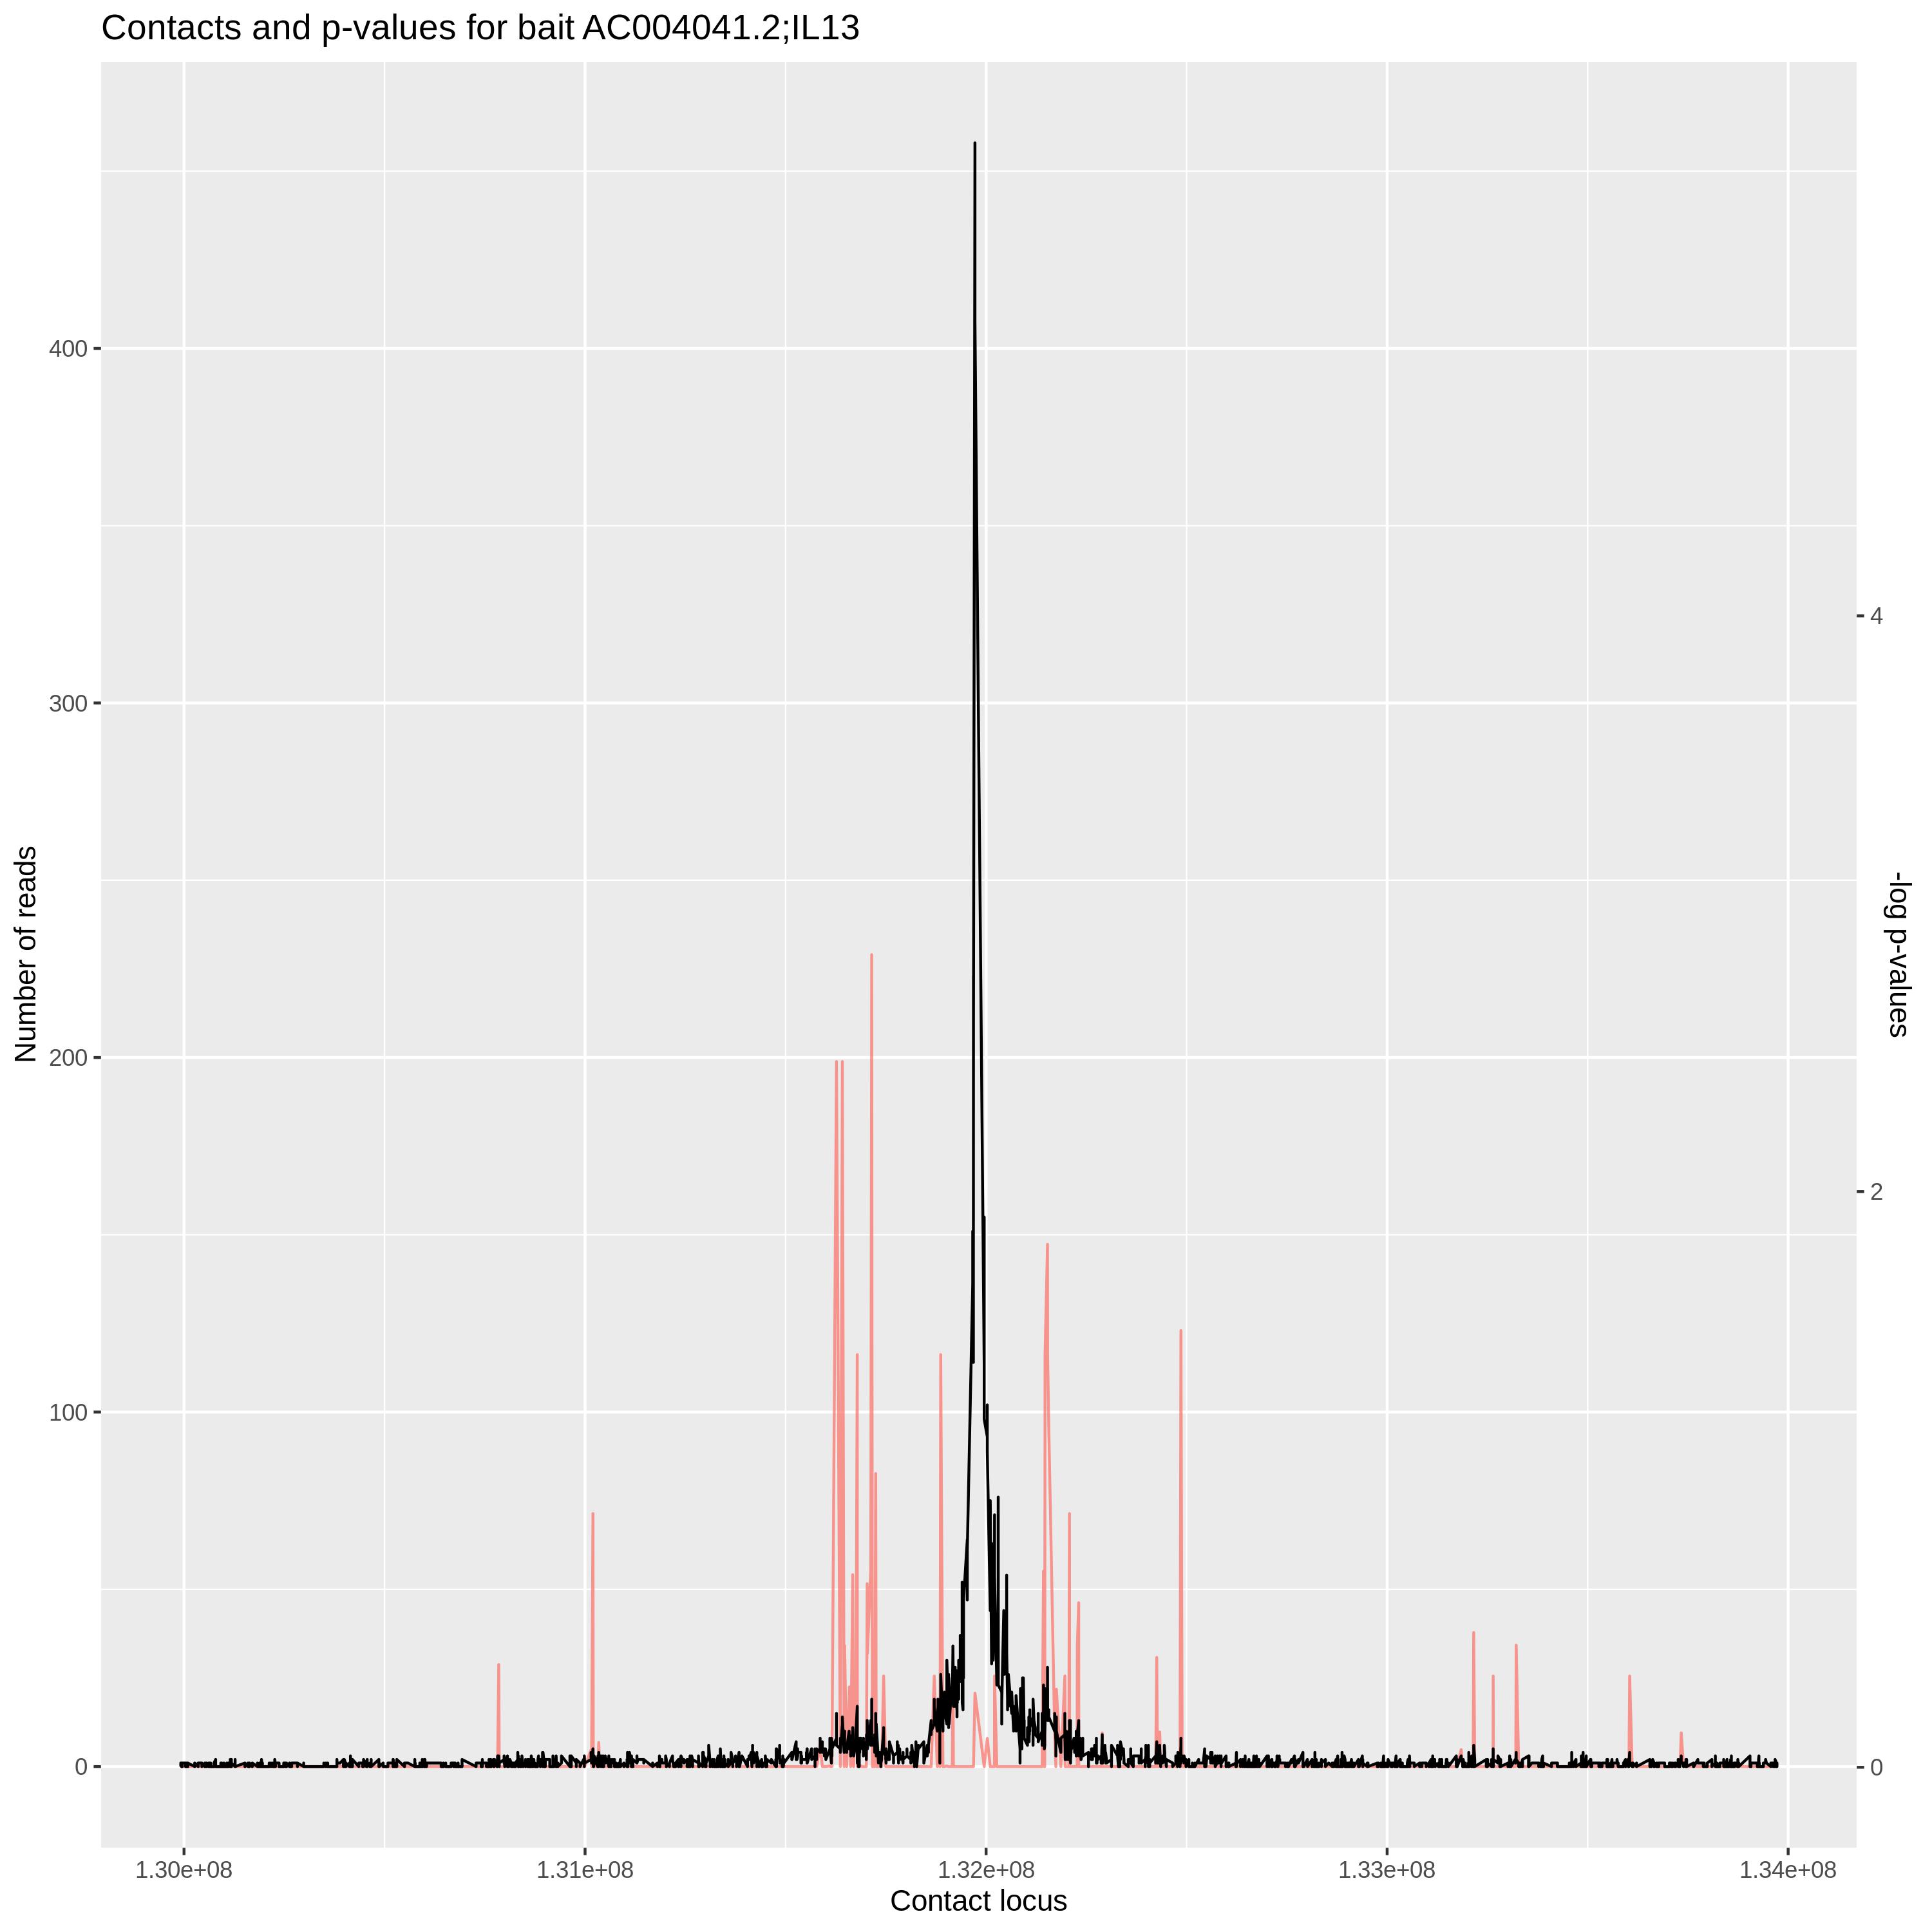 Contacts and p-values for bait AC004041.2;IL13
400
300
200
100
0
Number of reads
4
2
0
-log p-values
1.30e+08
1.31e+08
1.32e+08
1.33e+08
1.34e+08
Contact locus